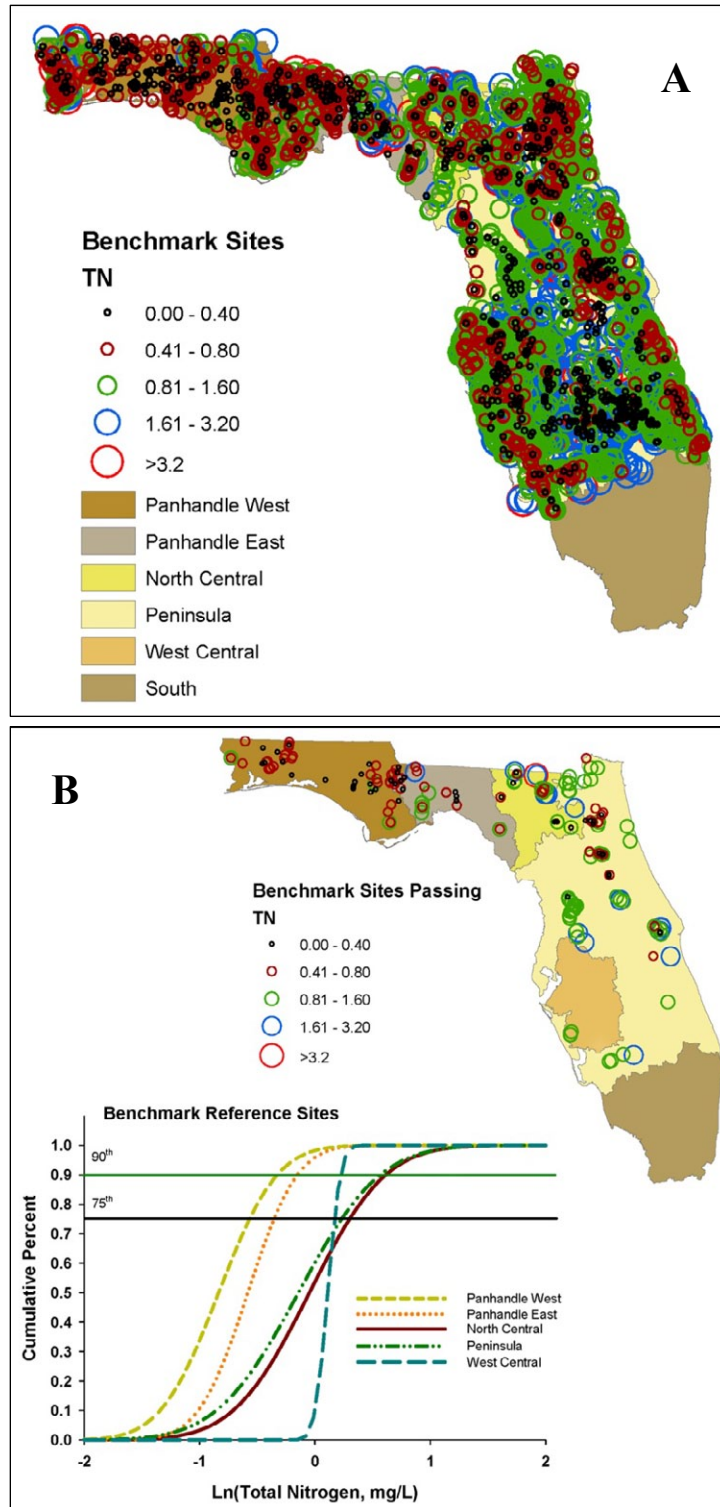 A
Benchmark Sites
TN
0.00 - 0.40
0.41 - 0.80
0.81 - 1.60
1.61 - 3.20
>3.2
Panhandle West
Panhandle East
North Central
Peninsula
West Central
South
B
Benchmark Sites Passing
TN
0.00 - 0.40
0.41 - 0.80
0.81 - 1.60
1.61 - 3.20
>3.2
Benchmark Reference Sites
Cumulative Percent
1.0
90th
0.9
0.8
75th
0.7
0.6
0.5
0.4
0.3
0.2
0.1
0.0
Panhandle West
Panhandle East
North Central
Peninsula
West Central
-2 -1 0 1 2
Ln(Total Nitrogen, mg/L)